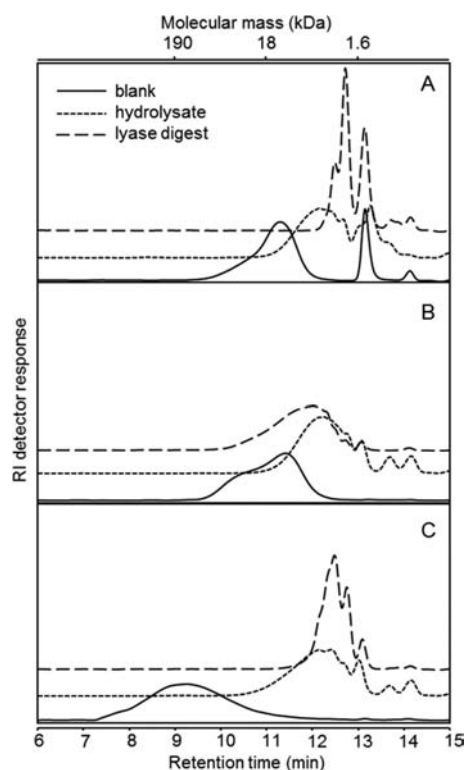 Molecular mass (kDa)
190 18 1.6
A
blank
hydrolysate
lyase digest
B
RI detector response
C
6 7 8 9 10 11 12 13 14 15
Retention time (min)